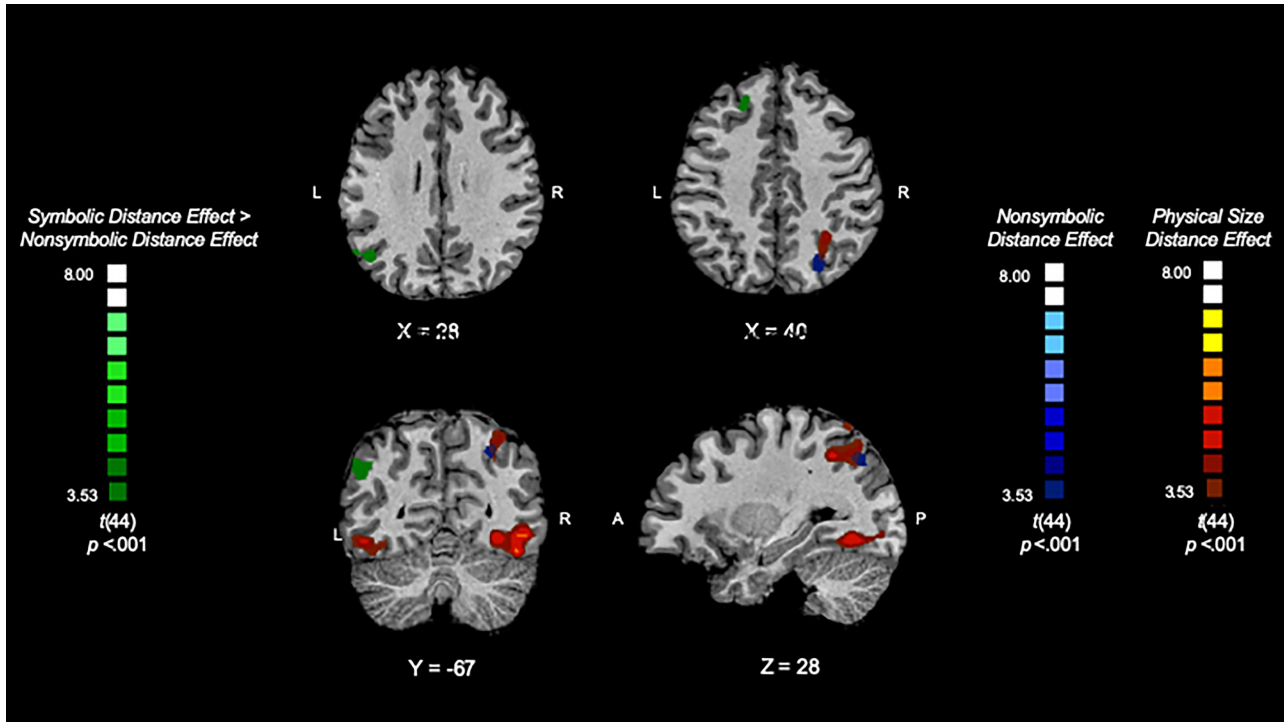 L
R
X = 28
L
R
X = 40
Symbolic Distance Effect >
Nonsymbolic Distance Effect
8.00
3.53
t(44)
p <.001
Nonsymbolic
Distance Effect
8.00
3.53
t(44)
p <.001
Physical Size
Distance Effect
8.00
3.53
t(44)
p <.001
L
R
Y = -67
A
P
Z = 28